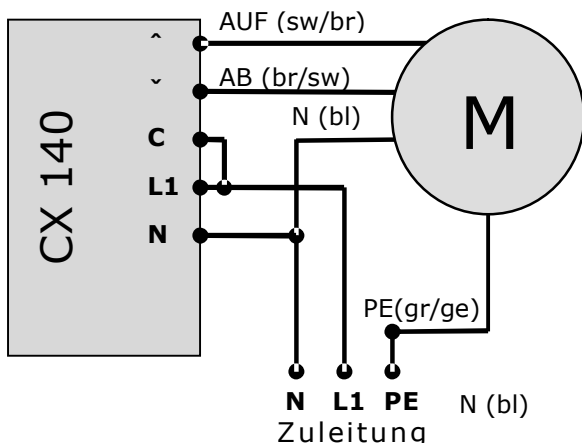 AUF (sw/br)
ˆ
AB (br/sw)
ˇ
N (bl)
C
L1
N
CX 140
M
PE(gr/ge)
N L1 PE N (bl)
Zuleitung